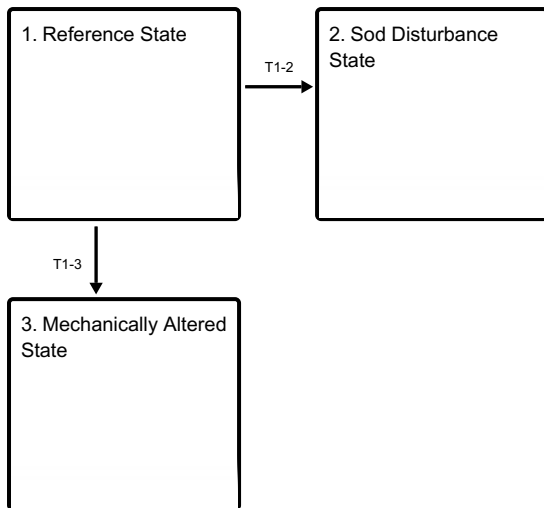 1. Reference State
T1-2
2. Sod Disturbance
State
T1-3
3. Mechanically Altered
State